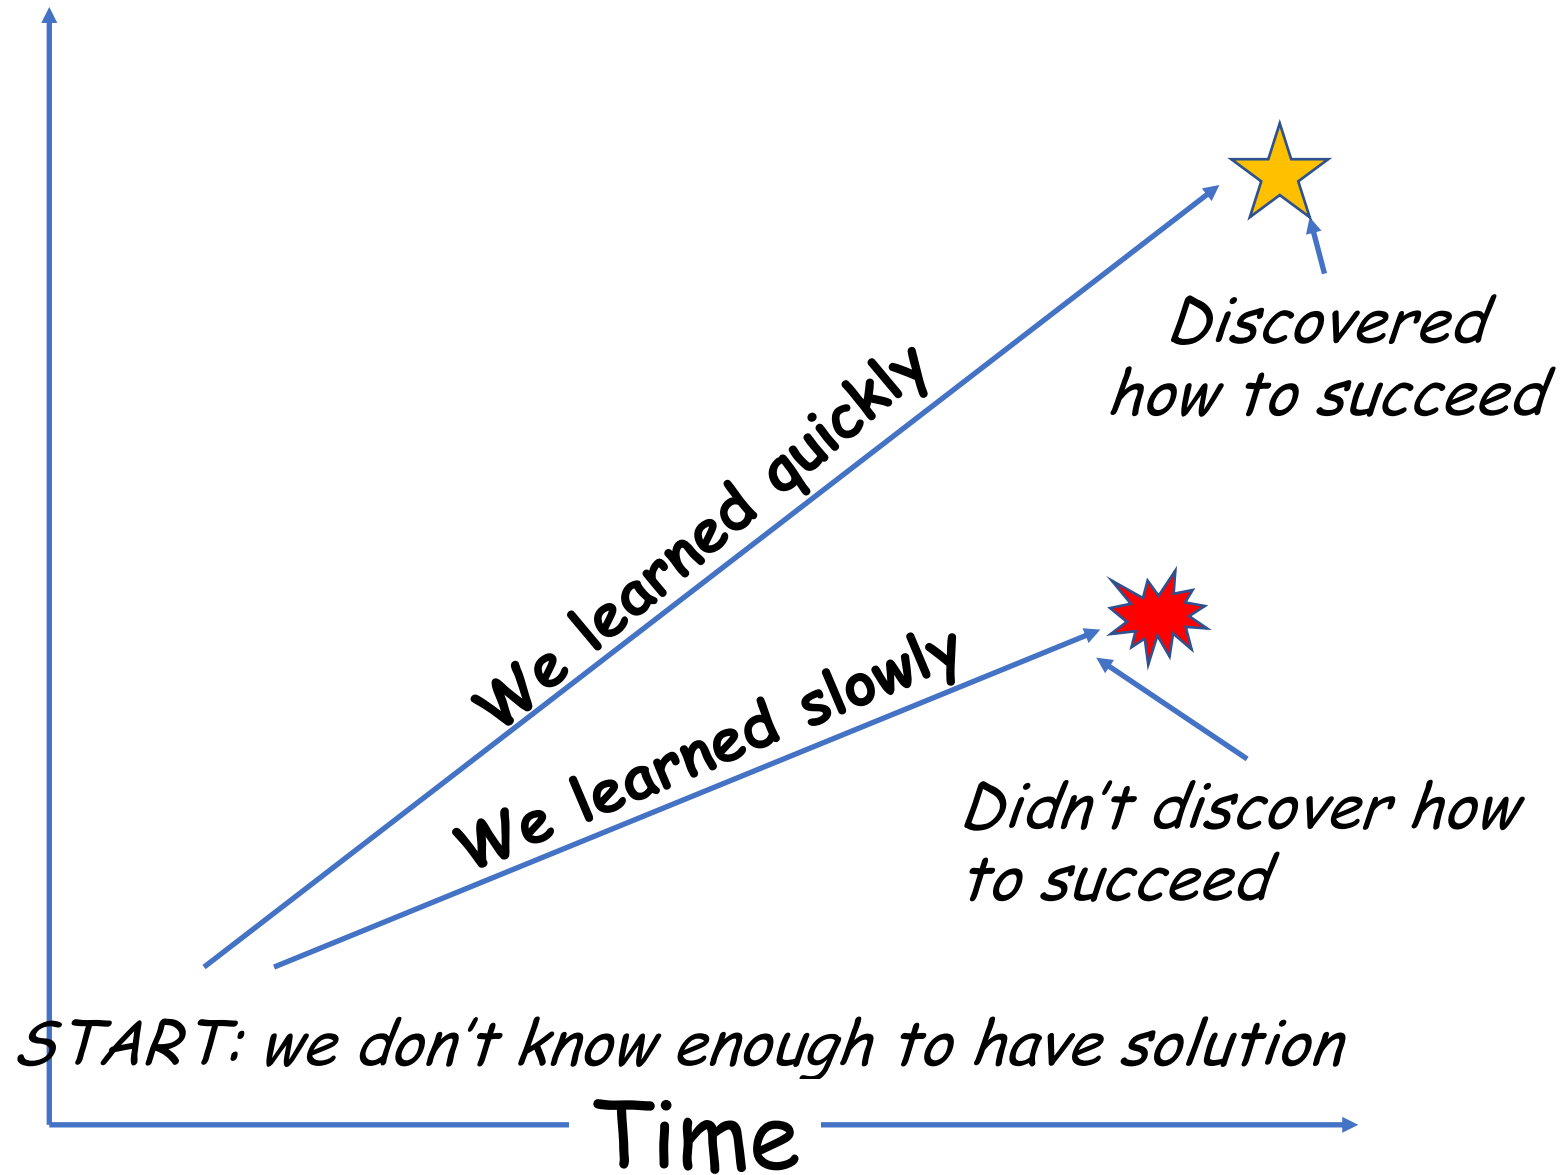 Discovered
how to succeed
We learned quickly
We learned slowly
Didn't discover how
to succeed
START: we don't know enough to have solution
Time